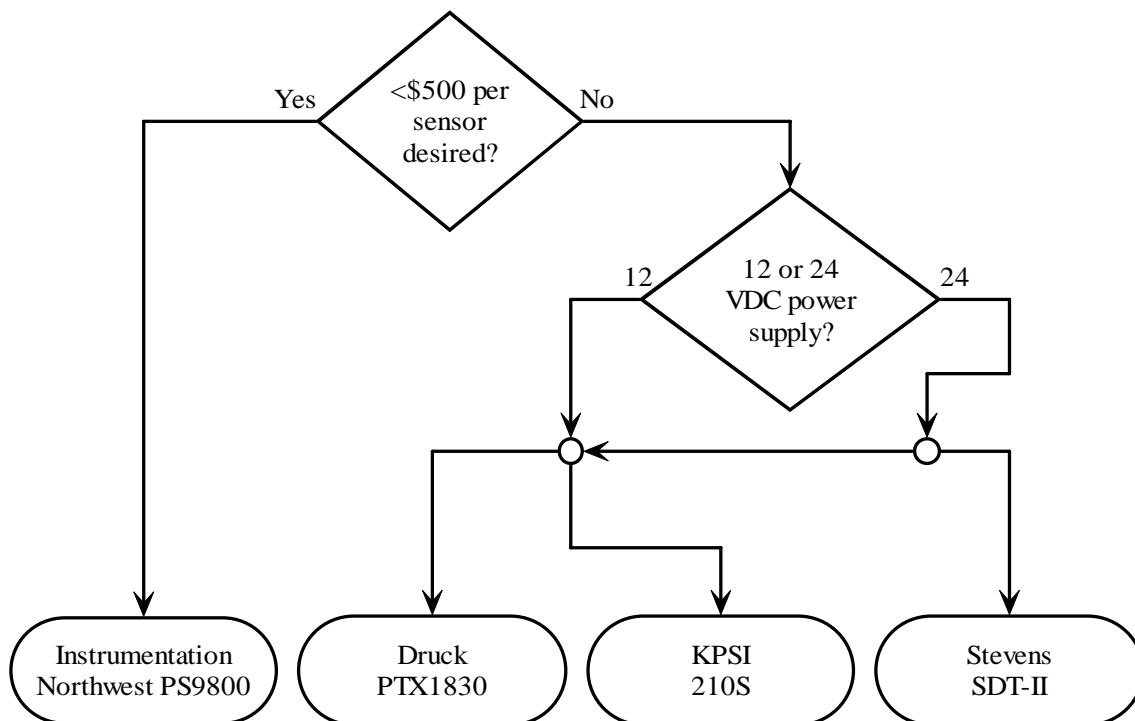 Yes
<$500 per
sensor
desired?
No
12
12 or 24
VDC power
supply?
24
Instrumentation
Northwest PS9800
Druck
PTX1830
KPSI
210S
Stevens
SDT-II